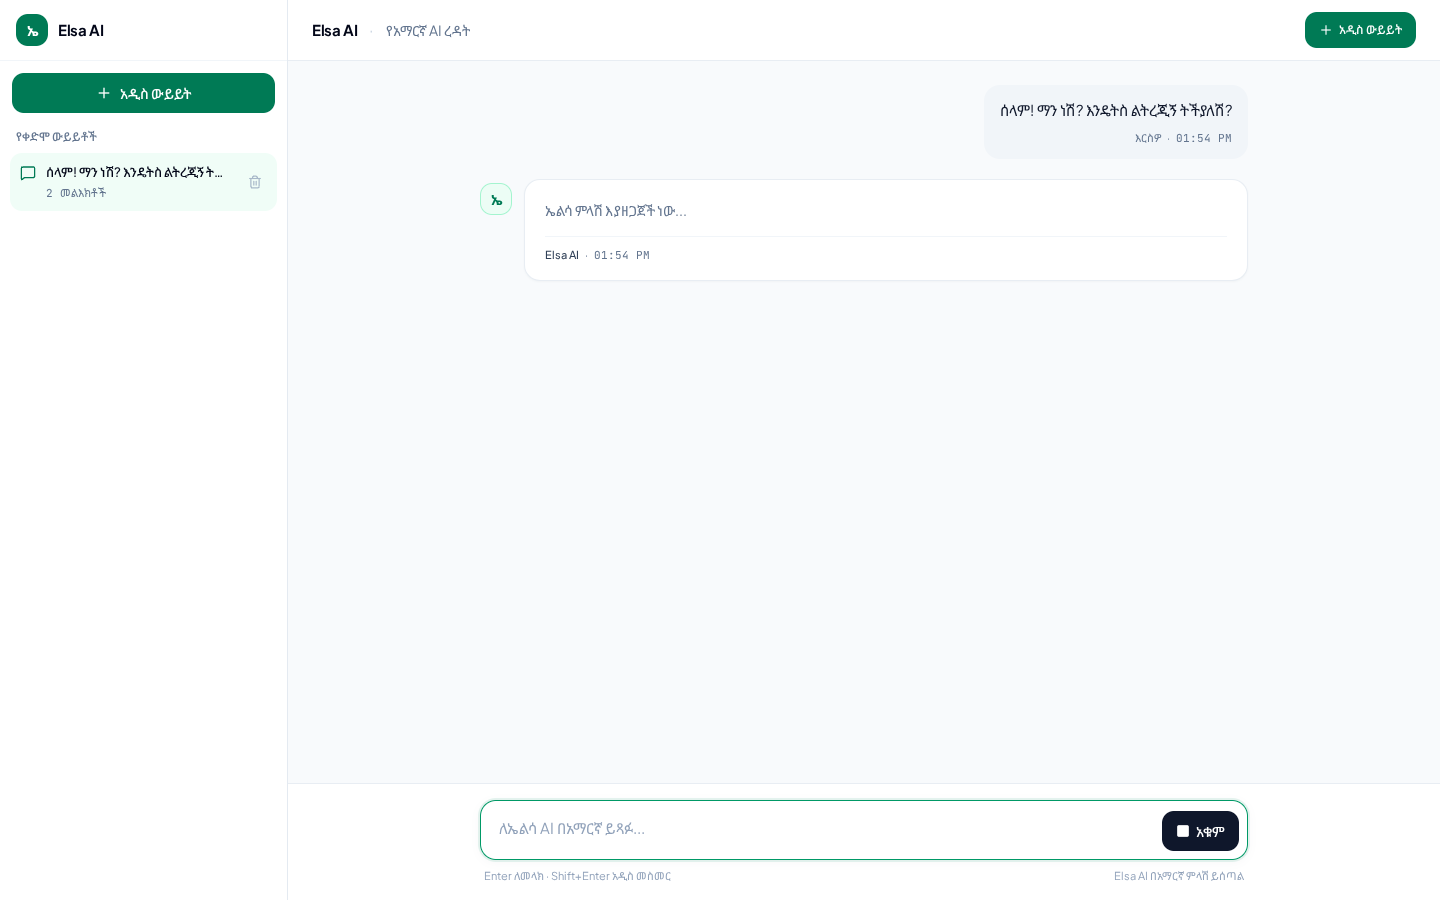 ኤ Elsa AI
አዲስ ውይይት
የቀድሞ ውይይቶች
ሰላም! ማን ነሽ? እንዴትስ ልትረጂኝ ት...
2 መልእክቶች
Elsa AI · የአማርኛ AI ረዳት
አዲስ ውይይት
ሰላም! ማን ነሽ? እንዴትስ ልትረጂኝ ትችያለሽ?
እርስዎ · 01:54 PM
ኤ
ኤልሳ ምላሽ እያዘጋጀች ነው...
Elsa AI · 01:54 PM
ለኤልሳ AI በአማርኛ ይጻፉ...
አቁም
Enter ለመላክ · Shift+Enter አዲስ መስመር
Elsa AI በአማርኛ ምላሽ ይሰጣል